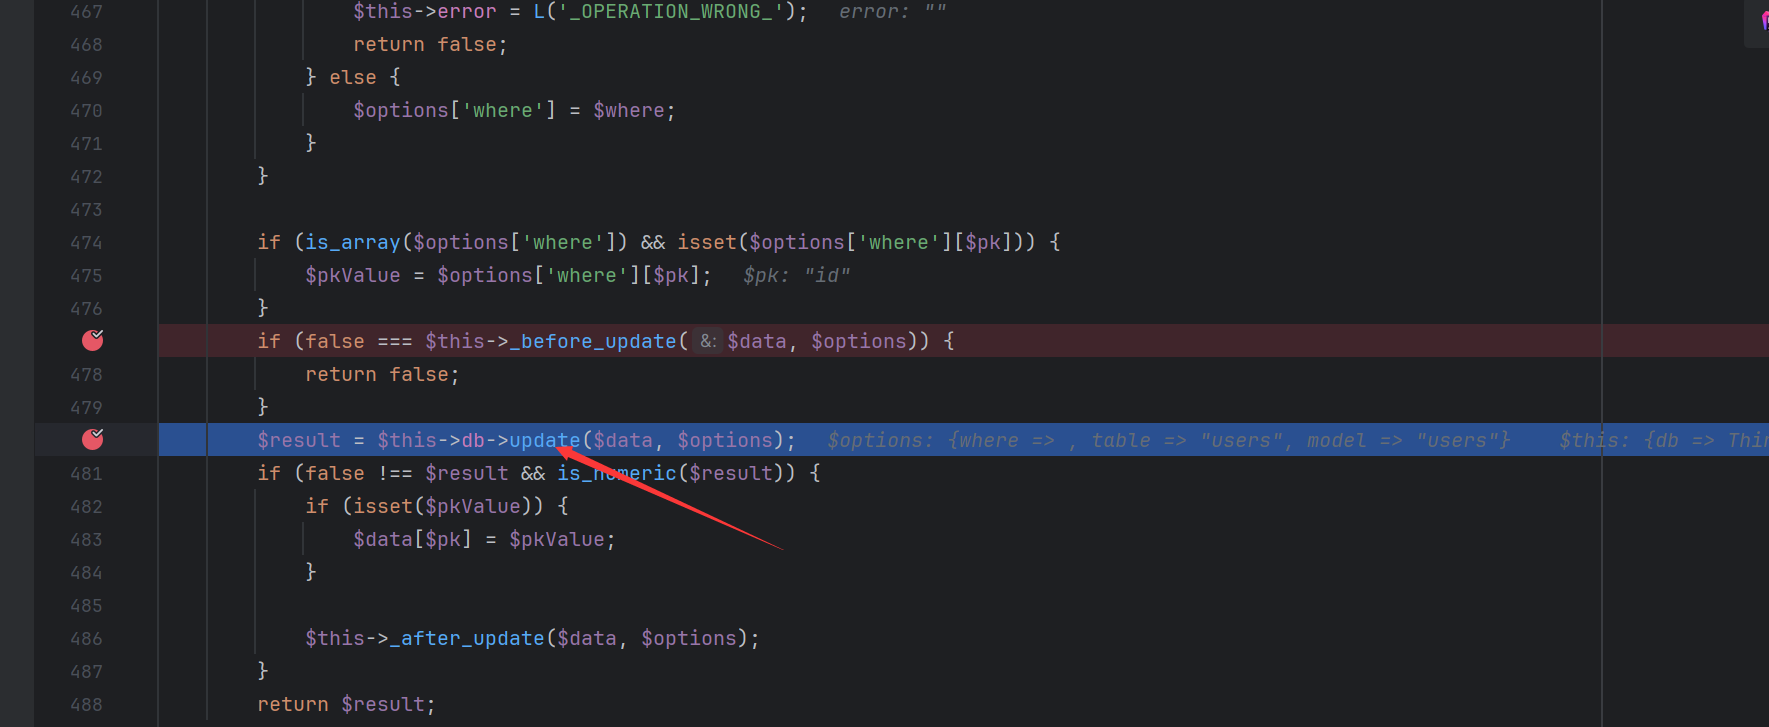 467 $this->error = L('_OPERATION_WRONG_'); error: ""
468 return false;
469 } else {
470 $options['where'] = $where;
471 }
472 }
473
474 if (is_array($options['where']) && isset($options['where'][$pk])) {
475 $pkValue = $options['where'][$pk]; $pk: "id"
476 }
if (false === $this->_before_update( &: $data, $options)) {
478 return false;
479 }
$result = $this->db->update($data, $options); $options: {where => , table => "users", model => "users"} $this: {db => Thin
481 if (false !== $result && is_numeric($result)) {
482 if (isset($pkValue)) {
483 $data[$pk] = $pkValue;
484 }
485
486 $this->_after_update($data, $options);
487 }
488 return $result;